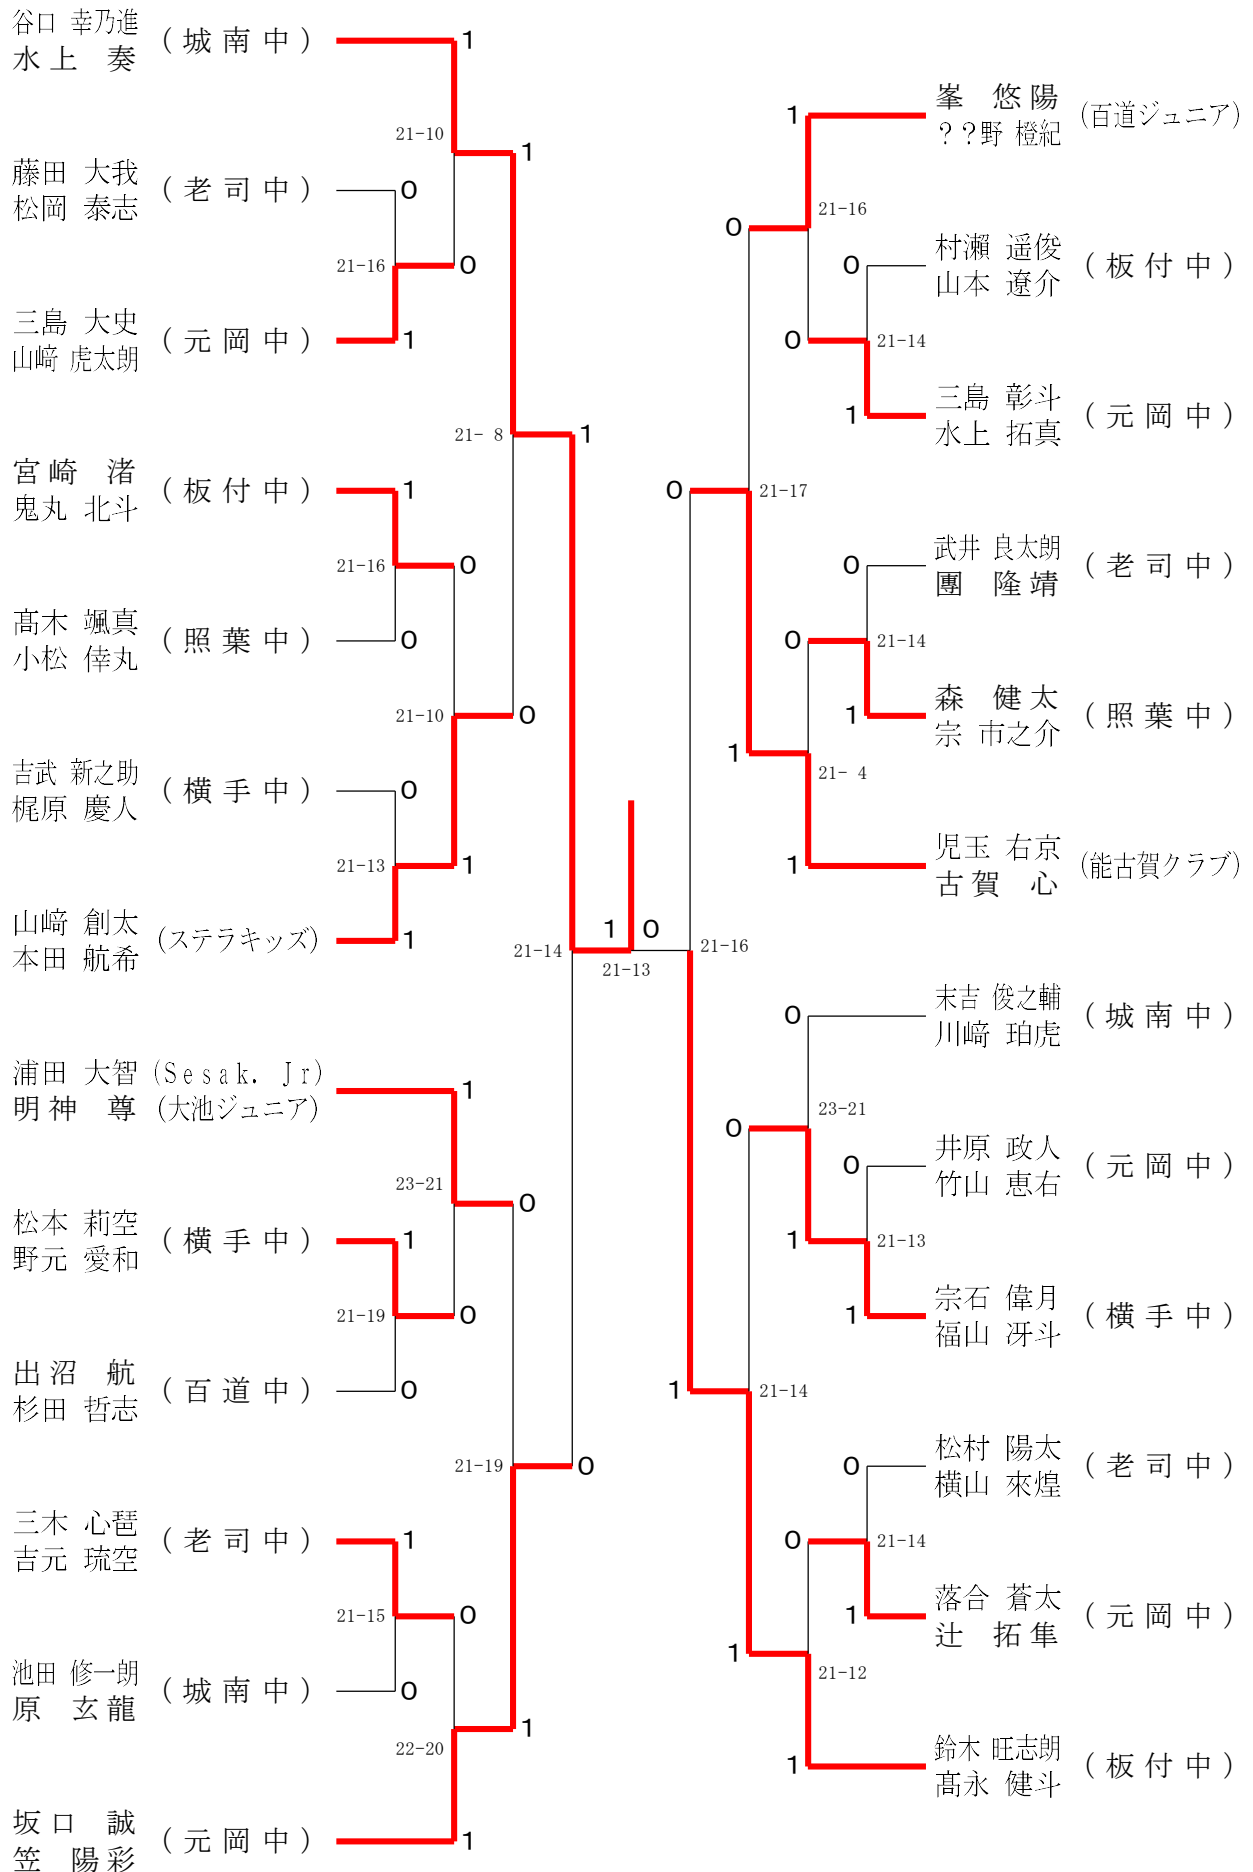 谷口 幸乃進
水上 奏
(城南中)
1
21-10
1
藤田 大我
松岡 泰志
(老司中)
0
21-16
0
三島 大史
山﨑 虎太朗
(元岡中)
1
21- 8
1
宮崎 渚
鬼丸 北斗
(板付中)
1
21-16
0
髙木 颯真
小松 倖丸
(照葉中)
0
21-10
0
吉武 新之助
梶原 慶人
(横手中)
0
21-13
1
山﨑 創太
本田 航希
(ステラキッズ)
1
21-14
1
0
21-13
浦田 大智 (Sesak. Jr)
明神 尊 (大池ジュニア)
1
23-21
0
松本 莉空
野元 愛和
(横手中)
1
21-19
0
出沼 航
杉田 哲志
(百道中)
0
21-19
0
三木 心琶
吉元 琉空
(老司中)
1
21-15
0
池田 修一朗
原 玄龍
(城南中)
0
22-20
1
坂口 誠
笠 陽彩
(元岡中)
1
1
峯 悠陽
??野 橙紀
(百道ジュニア)
0
21-16
0
村瀬 遥俊
山本 遼介
(板付中)
0
21-14
1
三島 彰斗
水上 拓真
(元岡中)
0
21-17
0
武井 良太朗
團 隆靖
(老司中)
0
21-14
1
森 健太
宗 市之介
(照葉中)
1
21- 4
1
児玉 右京
古賀 心
(能古賀クラブ)
21-16
0
末吉 俊之輔
川﨑 珀虎
(城南中)
0
23-21
0
井原 政人
竹山 恵右
(元岡中)
1
21-13
1
宗石 偉月
福山 冴斗
(横手中)
1
21-14
0
松村 陽太
横山 來煌
(老司中)
0
21-14
1
落合 蒼太
辻 拓隼
(元岡中)
1
21-12
1
鈴木 旺志朗
髙永 健斗
(板付中)